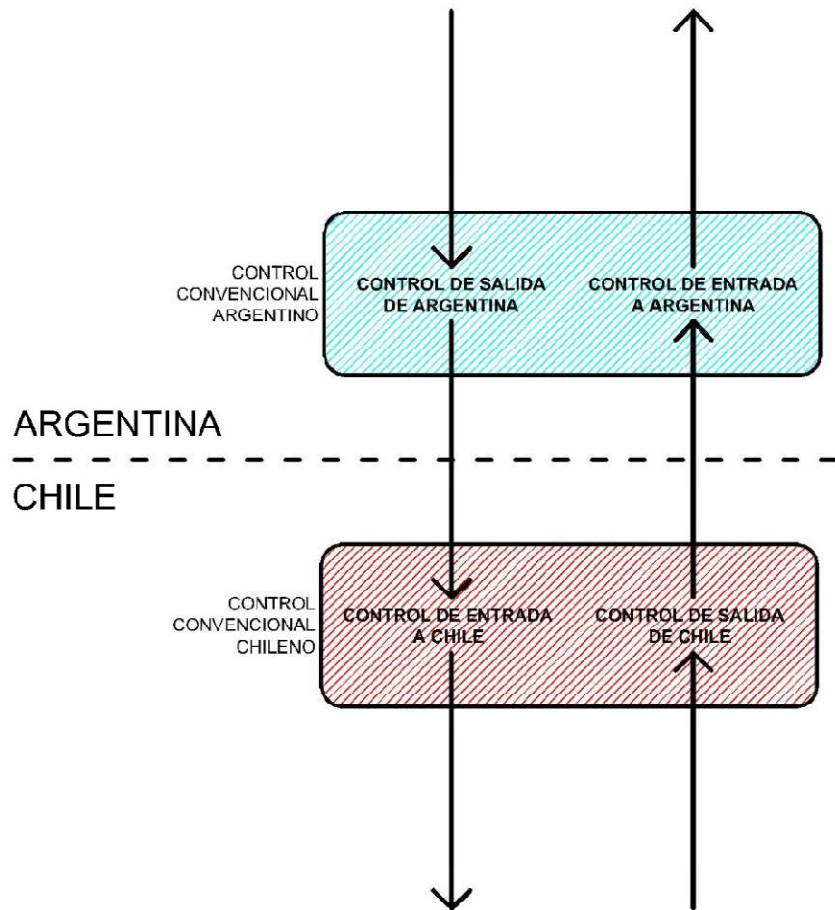 CONTROL
CONVENCIONAL
ARGENTINO
CONTROL DE SALIDA
DE ARGENTINA
CONTROL DE ENTRADA
A ARGENTINA
ARGENTINA
CHILE
CONTROL
CONVENCIONAL
CHILENO
CONTROL DE ENTRADA
A CHILE
CONTROL DE SALIDA
DE CHILE